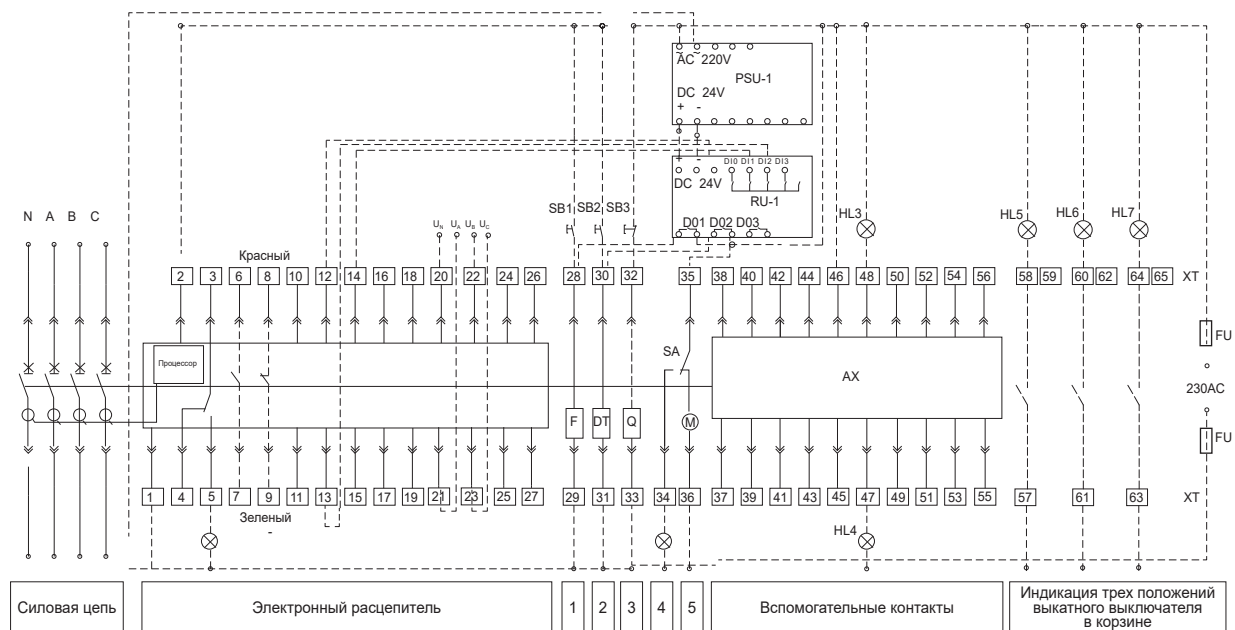 AC 220V
PSU-1
DC 24V
+ -
+ -
DI0 DI1 DI2 DI3
DC 24V
RU-1
D01 D02 D03
N A B C
SB1 SB2 SB3
HL3
HL5
HL6
HL7
UN UA UB UC
Красный
2 3 6 8 10 12 14 16 18 20 22 24 26 28 30 32 35 38 40 42 44 46 48 50 52 54 56 58 59 60 62 64 65 XT
FU
Процессор
SA
AX
230AC
F DT Q M
FU
1 4 5 7 9 11 13 15 17 19 21 23 25 27 29 31 33 34 36 37 39 41 43 45 47 49 51 53 55 57 61 63 XT
Зеленый
-
HL4
Силовая цепь
Электронный расцепитель
1 2 3 4 5
Вспомогательные контакты
Индикация трех положений
выкатного выключателя
в корзине